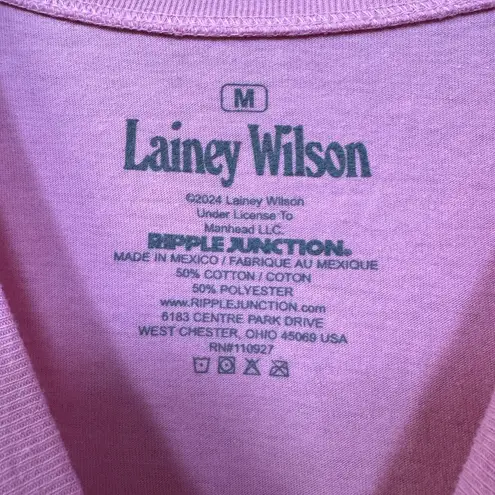 M
Lainey Wilson
©2024 Lainey Wilson
Under License To
Manhead LLC.
RIPPLE JUNCTION®
MADE IN MEXICO / FABRIQUE AU MEXIQUE
50% COTTON / COTON
50% POLYESTER
www.RIPPLEJUNCTION.com
6183 CENTRE PARK DRIVE
WEST CHESTER, OHIO 45069 USA
RN#110927